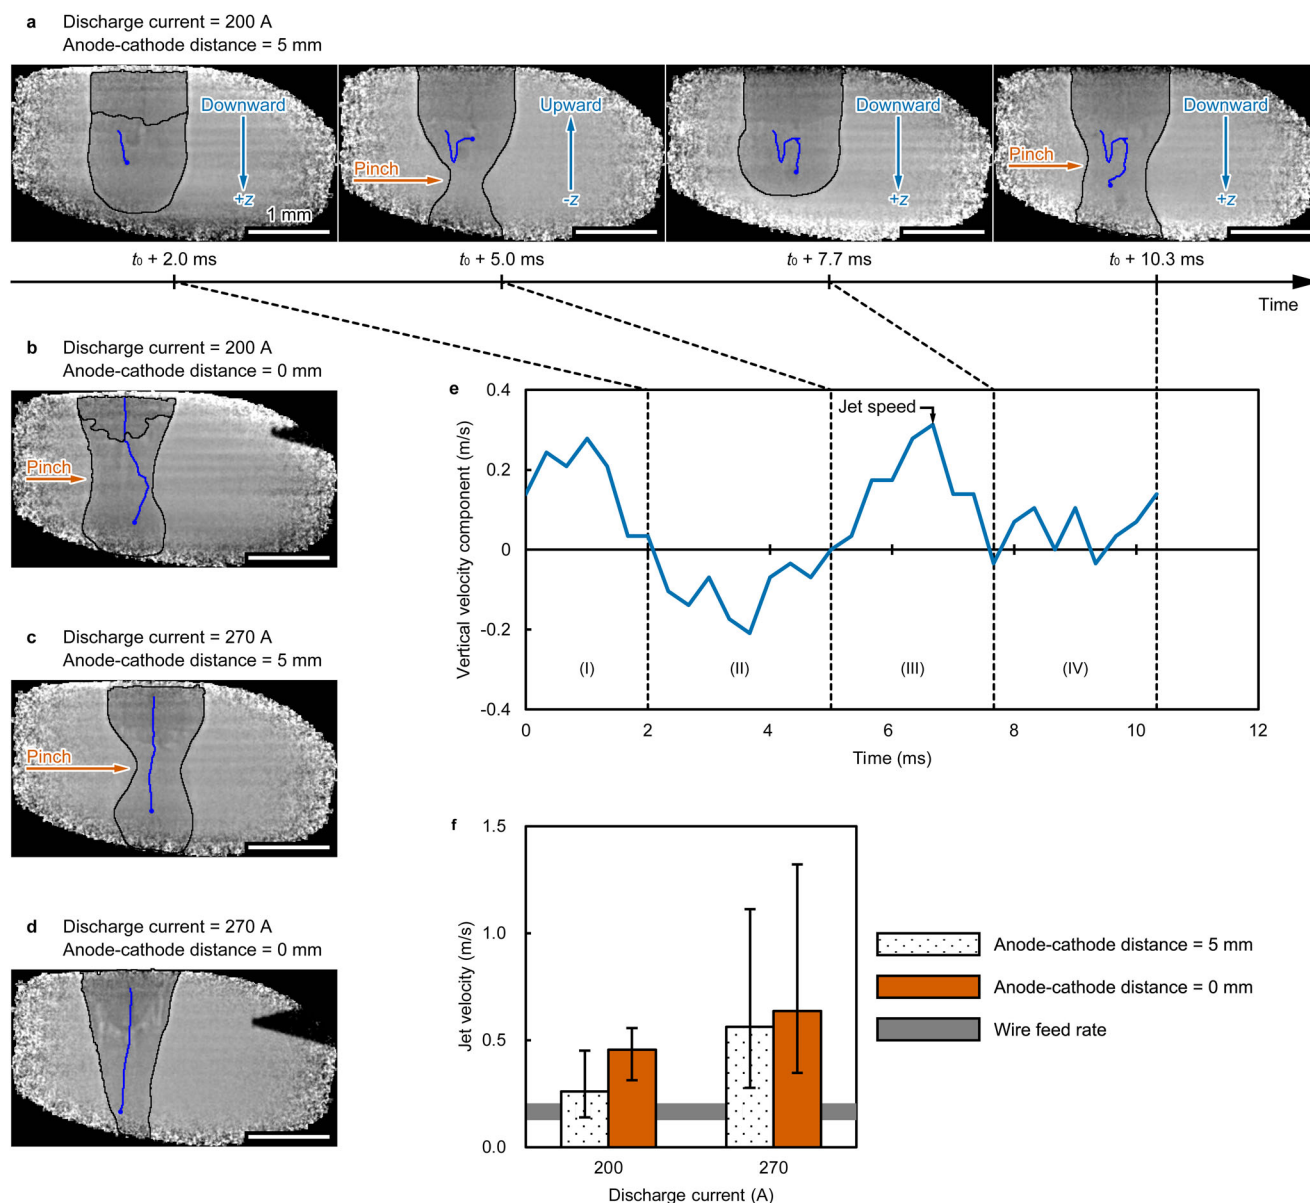 a Discharge current = 200 A
Anode-cathode distance = 5 mm
Downward
+z
1 mm
Pinch
Upward
-z
Downward
+z
Pinch
Downward
+z
t₀ + 2.0 ms
t₀ + 5.0 ms
t₀ + 7.7 ms
t₀ + 10.3 ms
Time
b Discharge current = 200 A
Anode-cathode distance = 0 mm
Pinch
c Discharge current = 270 A
Anode-cathode distance = 5 mm
Pinch
d Discharge current = 270 A
Anode-cathode distance = 0 mm
e
Vertical velocity component (m/s)
0.4
0.2
0
-0.2
-0.4
Jet speed
(I)
(II)
(III)
(IV)
0 2 4 6 8 10 12
Time (ms)
f
Jet velocity (m/s)
1.5
1.0
0.5
0.0
200 270
Discharge current (A)
Anode-cathode distance = 5 mm
Anode-cathode distance = 0 mm
Wire feed rate